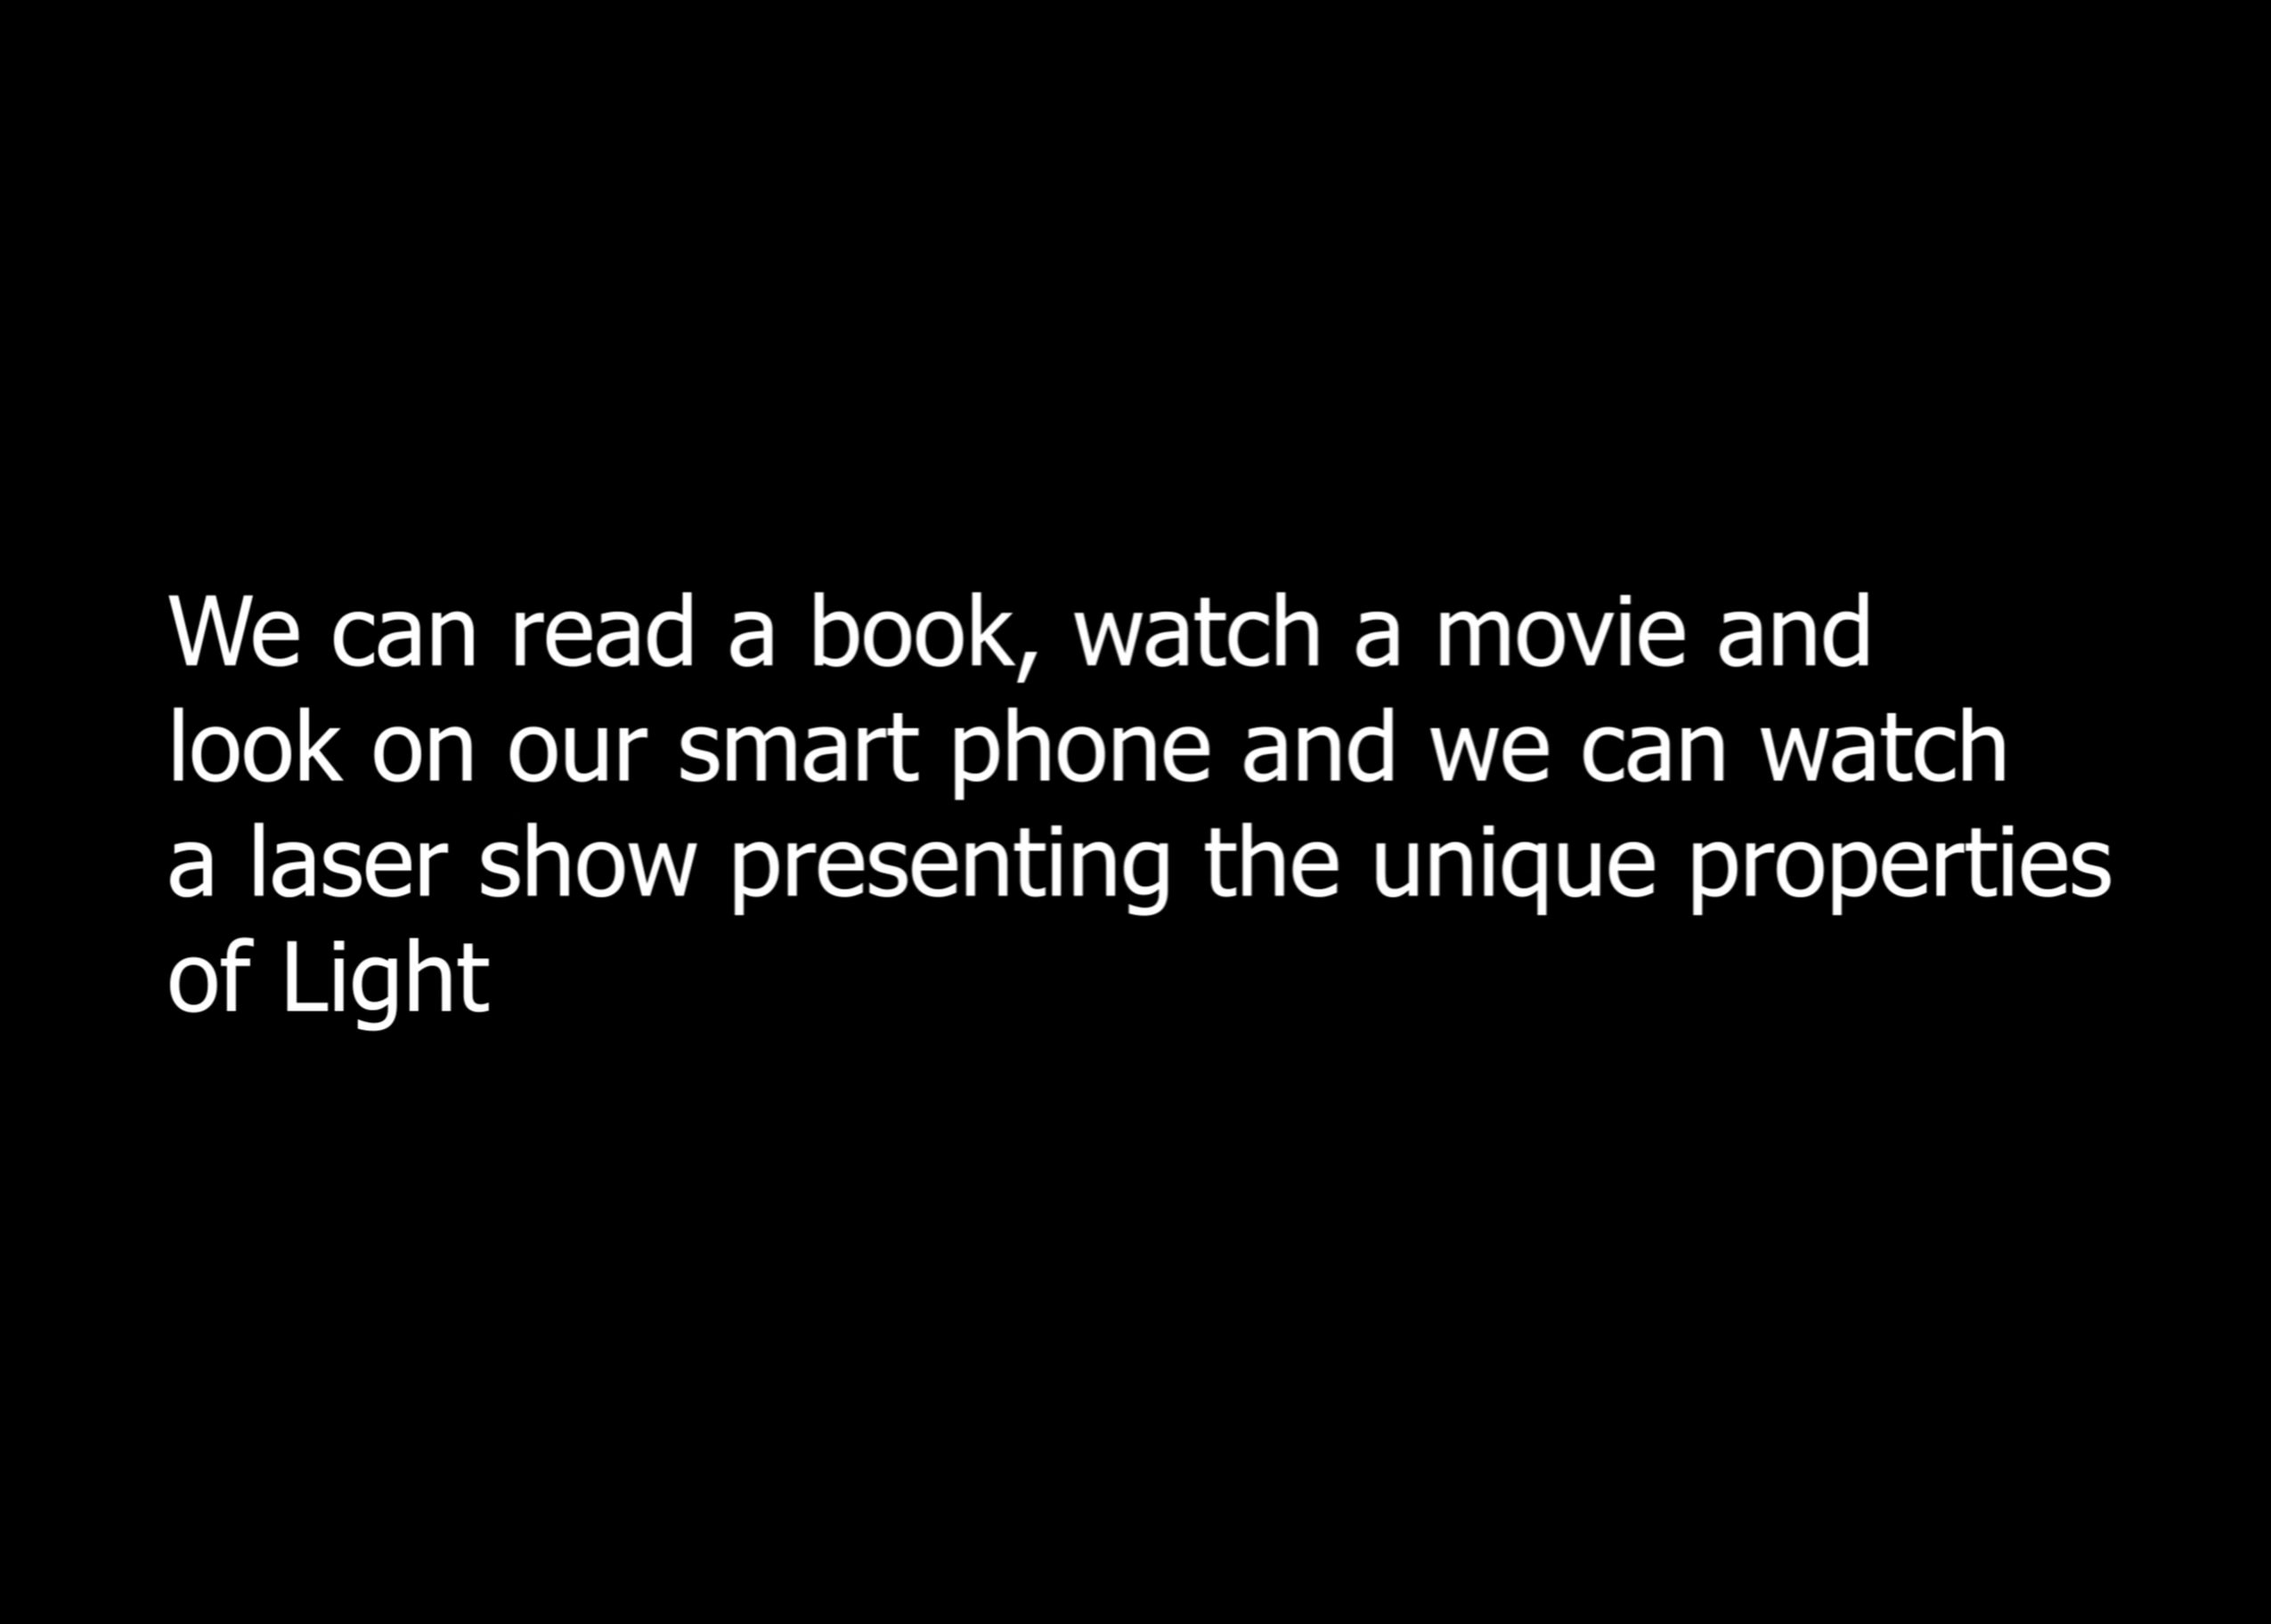 We can read a book, watch a movie and
look on our smart phone and we can watch
a laser show presenting the unique properties
of Light